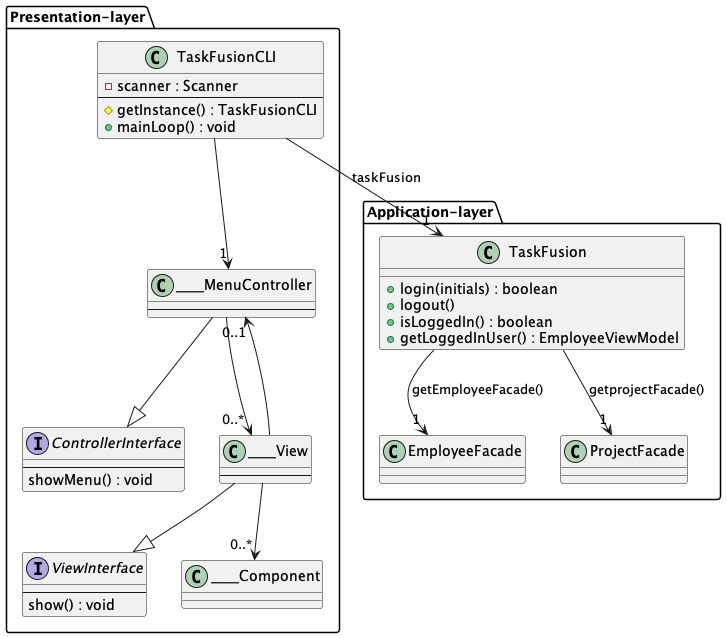 Presentation-layer
C TaskFusionCLI
scanner : Scanner
getInstance() : TaskFusionCLI
mainLoop() : void
taskFusion
1
1
Application-layer
C TaskFusion
login(initials) : boolean
logout()
isLoggedIn() : boolean
getLoggedInUser() : EmployeeViewModel
C ____MenuController
0..1
0..*
getEmployeeFacade()
getprojectFacade()
1
1
I ControllerInterface
showMenu() : void
C ____View
C EmployeeFacade
C ProjectFacade
0..*
I ViewInterface
show() : void
C ____Component